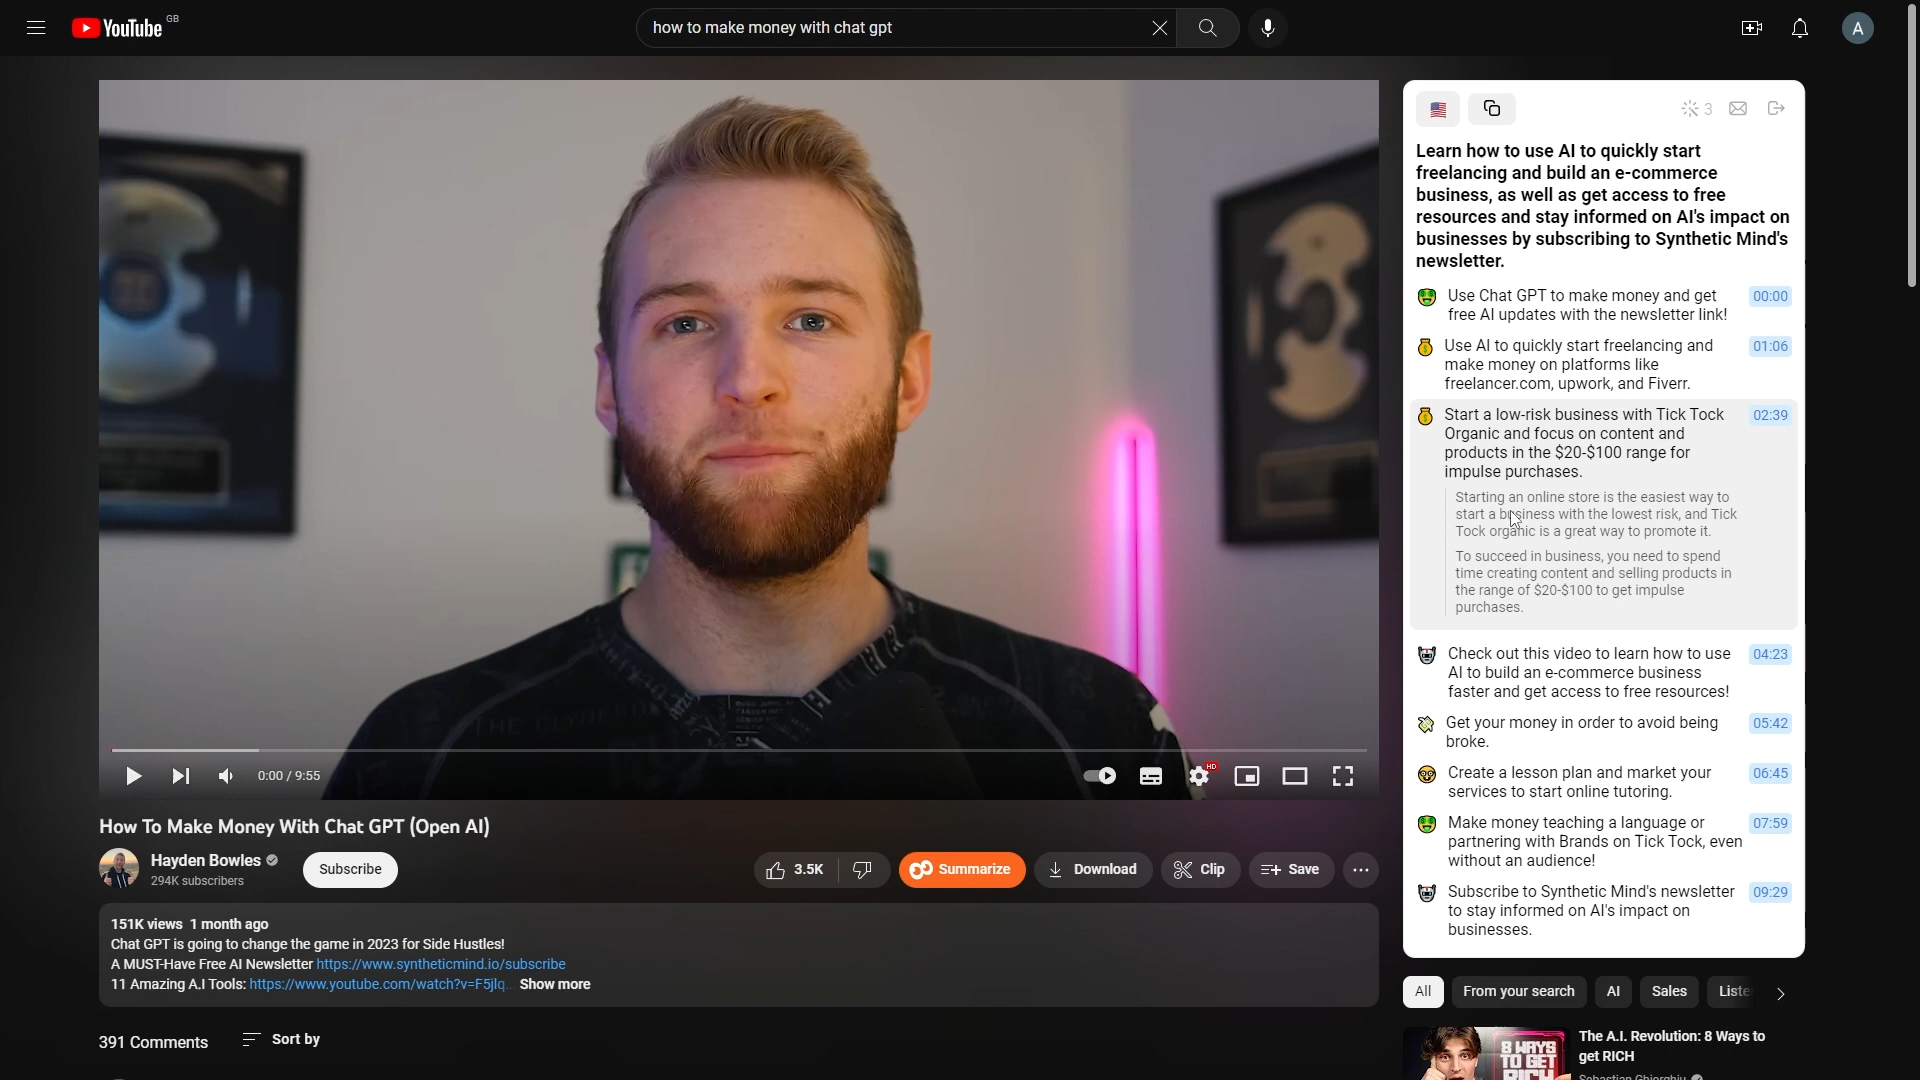 YouTube GB
how to make money with chat gpt
A
3
Learn how to use AI to quickly start
freelancing and build an e-commerce
business, as well as get access to free
resources and stay informed on AI's impact on
businesses by subscribing to Synthetic Mind's
newsletter.
Use Chat GPT to make money and get 00:00
free AI updates with the newsletter link!
Use AI to quickly start freelancing and 01:06
make money on platforms like
freelancer.com, upwork, and Fiverr.
Start a low-risk business with Tick Tock 02:39
Organic and focus on content and
products in the $20-$100 range for
impulse purchases.
Starting an online store is the easiest way to
start a business with the lowest risk, and Tick
Tock organic is a great way to promote it.
To succeed in business, you need to spend
time creating content and selling products in
the range of $20-$100 to get impulse
purchases.
Check out this video to learn how to use 04:23
AI to build an e-commerce business
faster and get access to free resources!
Get your money in order to avoid being 05:42
broke.
Create a lesson plan and market your 06:45
services to start online tutoring.
Make money teaching a language or 07:59
partnering with Brands on Tick Tock, even
without an audience!
Subscribe to Synthetic Mind's newsletter 09:29
to stay informed on AI's impact on
businesses.
0:00 / 9:55
HD
How To Make Money With Chat GPT (Open AI)
Hayden Bowles
294K subscribers
Subscribe
3.5K
Summarize
Download
Clip
Save
151K views 1 month ago
Chat GPT is going to change the game in 2023 for Side Hustles!
A MUST-Have Free AI Newsletter https://www.syntheticmind.io/subscribe
11 Amazing A.I Tools: https://www.youtube.com/watch?v=F5jlq... Show more
391 Comments
Sort by
All From your search AI Sales Liste
8 WAYS
TO GET
RICH
The A.I. Revolution: 8 Ways to
get RICH
Sebastian Ghiorghiu